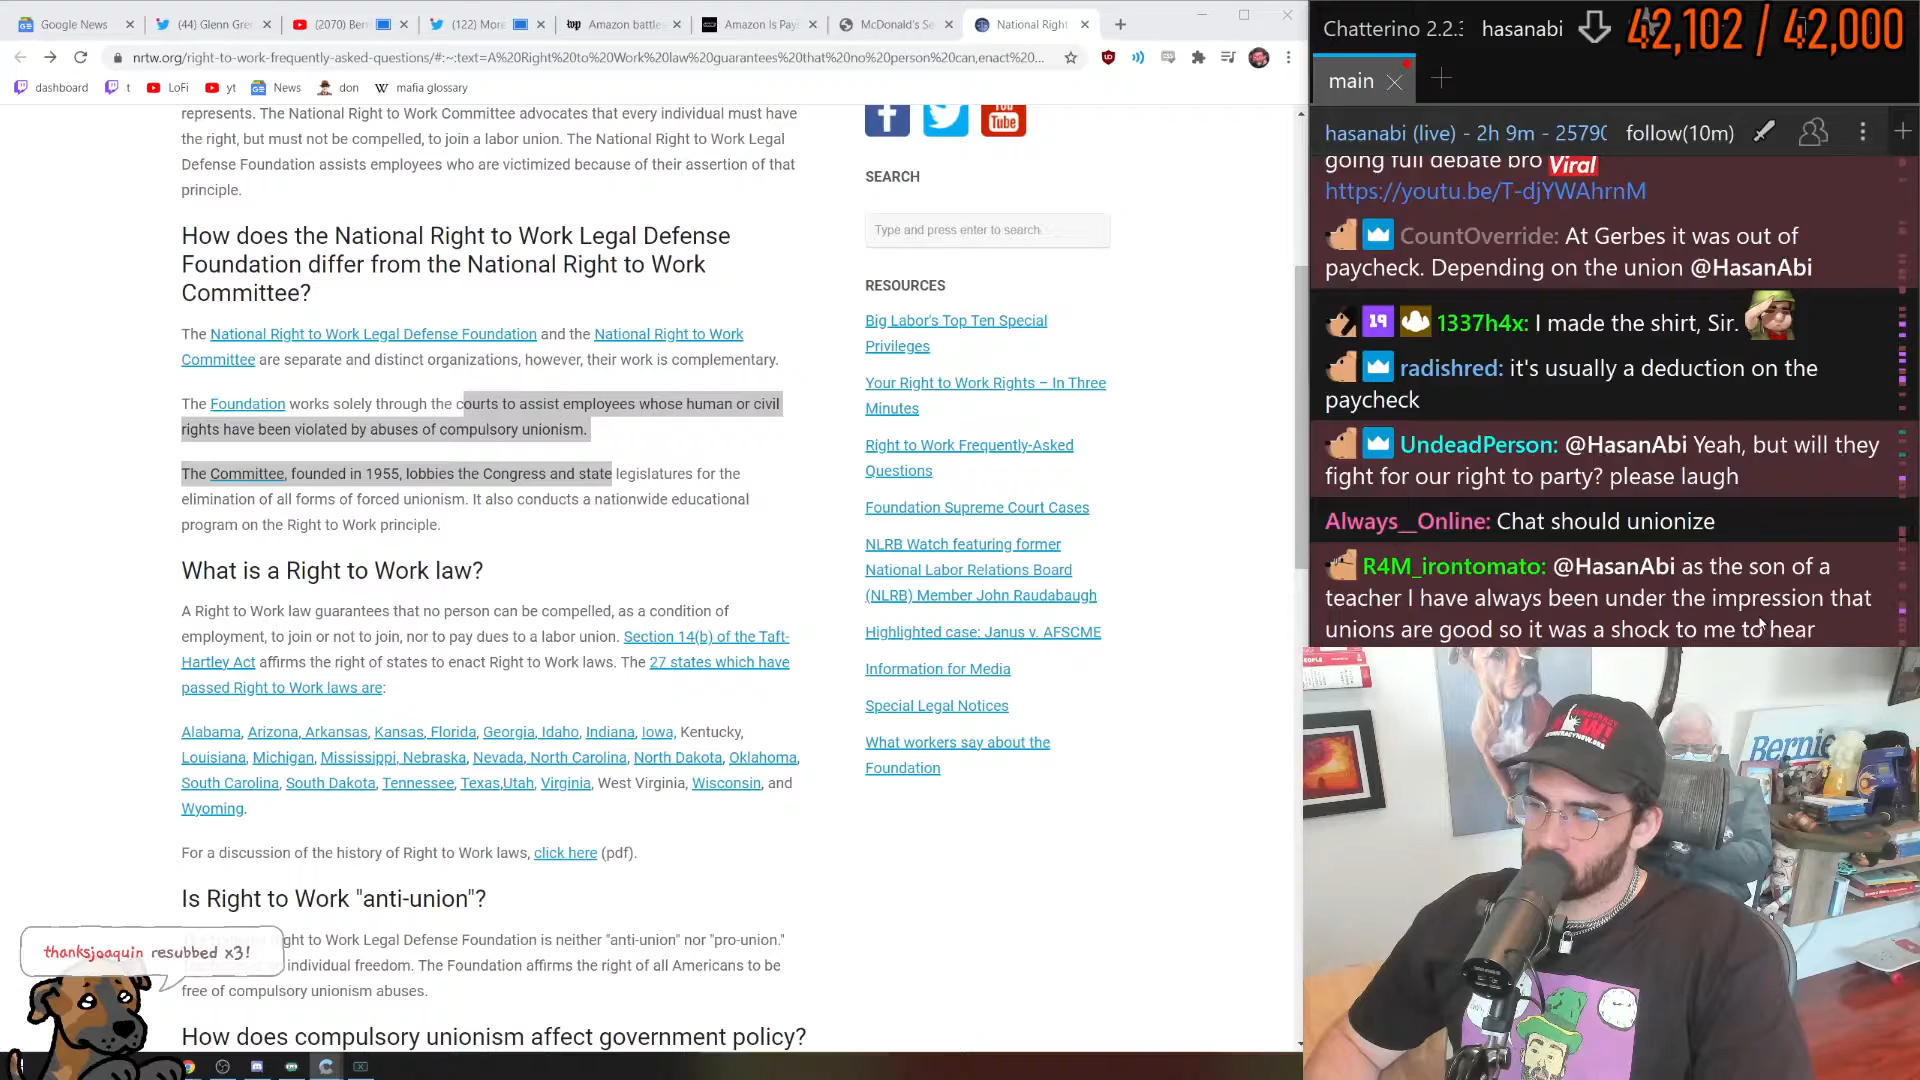 Google News
(44) Glenn Gre
(2070) Ber
(122) More
Amazon battle
Amazon Is Pay
McDonald's Se
National Right
nrtw.org/right-to-work-frequently-asked-questions/#:~:text=A%20Right%20to%20Work%20law%20guarantees%20that%20no%20person%20can,enact%20...
dashboard
t
LoFi
yt
News
don
mafia glossary
represents. The National Right to Work Committee advocates that every individual must have
the right, but must not be compelled, to join a labor union. The National Right to Work Legal
Defense Foundation assists employees who are victimized because of their assertion of that
principle.
How does the National Right to Work Legal Defense
Foundation differ from the National Right to Work
Committee?
The National Right to Work Legal Defense Foundation and the National Right to Work
Committee are separate and distinct organizations, however, their work is complementary.
The Foundation works solely through the courts to assist employees whose human or civil
rights have been violated by abuses of compulsory unionism.
The Committee, founded in 1955, lobbies the Congress and state legislatures for the
elimination of all forms of forced unionism. It also conducts a nationwide educational
program on the Right to Work principle.
What is a Right to Work law?
A Right to Work law guarantees that no person can be compelled, as a condition of
employment, to join or not to join, nor to pay dues to a labor union. Section 14(b) of the Taft-
Hartley Act affirms the right of states to enact Right to Work laws. The 27 states which have
passed Right to Work laws are:
Alabama, Arizona, Arkansas, Kansas, Florida, Georgia, Idaho, Indiana, Iowa, Kentucky,
Louisiana, Michigan, Mississippi, Nebraska, Nevada, North Carolina, North Dakota, Oklahoma,
South Carolina, South Dakota, Tennessee, Texas,Utah, Virginia, West Virginia, Wisconsin, and
Wyoming.
For a discussion of the history of Right to Work laws, click here (pdf).
Is Right to Work "anti-union"?
ght to Work Legal Defense Foundation is neither "anti-union" nor "pro-union."
individual freedom. The Foundation affirms the right of all Americans to be
free of compulsory unionism abuses.
How does compulsory unionism affect government policy?
thanksjoaquin resubbed x3!
You
Tube
SEARCH
Type and press enter to search.
RESOURCES
Big Labor's Top Ten Special
Privileges
Your Right to Work Rights – In Three
Minutes
Right to Work Frequently-Asked
Questions
Foundation Supreme Court Cases
NLRB Watch featuring former
National Labor Relations Board
(NLRB) Member John Raudabaugh
Highlighted case: Janus v. AFSCME
Information for Media
Special Legal Notices
What workers say about the
Foundation
Chatterino 2.2.
hasanabi
42,102 / 42,000
main
hasanabi (live) - 2h 9m - 2579
follow(10m)
going full debate bro Viral
https://youtu.be/T-djYWAhrnM
CountOverride: At Gerbes it was out of
paycheck. Depending on the union @HasanAbi
19 1337h4x: I made the shirt, Sir.
radishred: it's usually a deduction on the
paycheck
UndeadPerson: @HasanAbi Yeah, but will they
fight for our right to party? please laugh
Always__Online: Chat should unionize
R4M_irontomato: @HasanAbi as the son of a
teacher I have always been under the impression that
unions are good so it was a shock to me to hear
Bernie